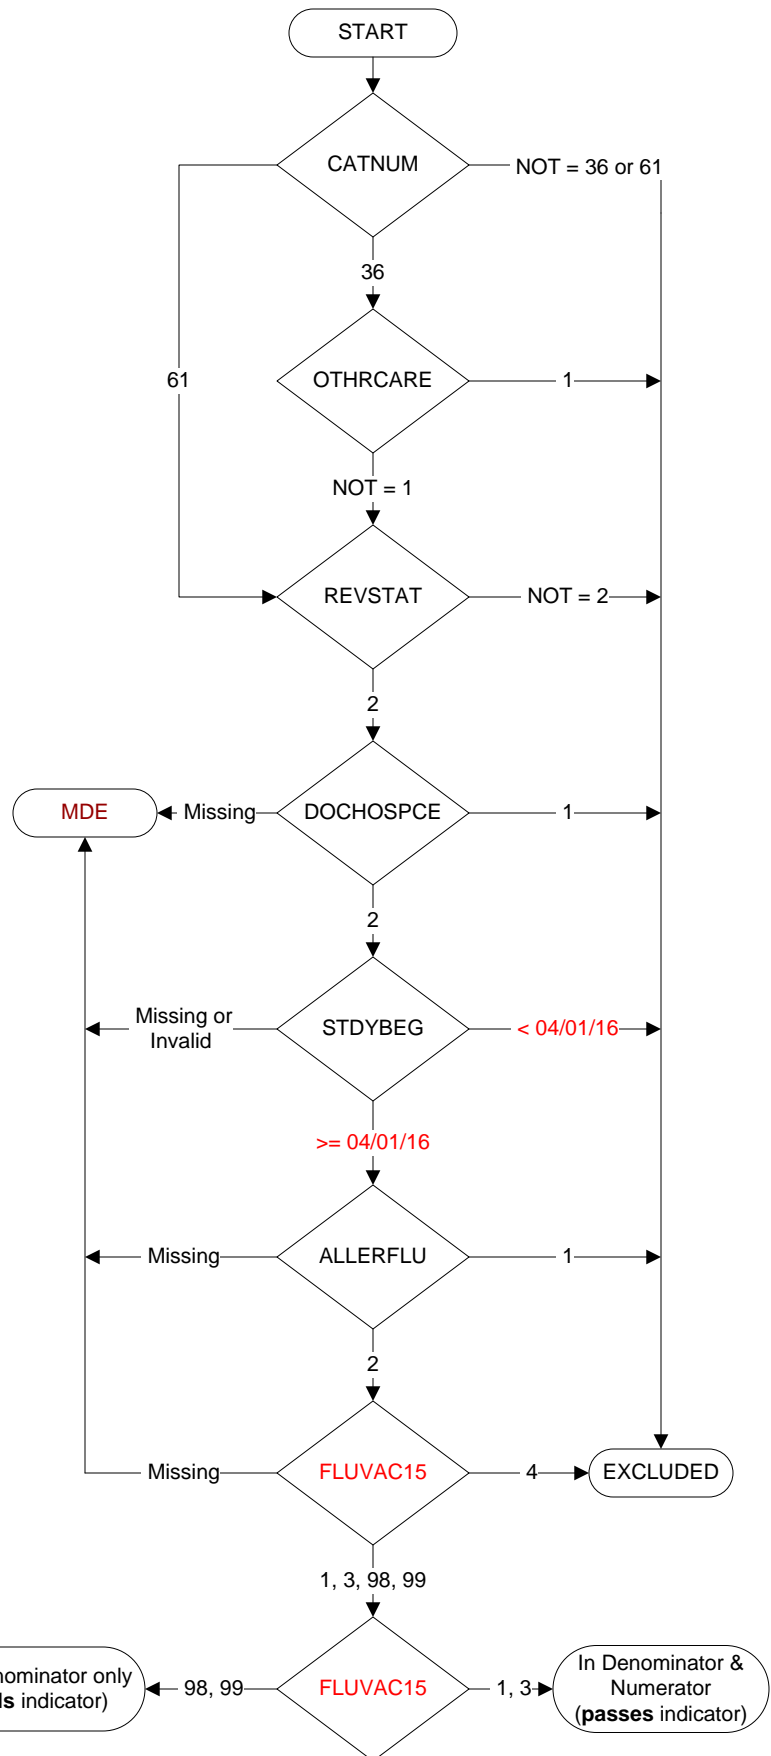 START
CATNUM
NOT = 36 or 61
36
61
OTHRCARE
1
NOT = 1
REVSTAT
NOT = 2
2
MDE
Missing
DOCHOSPCE
1
2
Missing or
Invalid
STDYBEG
< 04/01/16
>= 04/01/16
Missing
ALLERFLU
1
2
Missing
FLUVAC15
4
EXCLUDED
1, 3, 98, 99
only
indicator)
98, 99
FLUVAC15
1, 3
In Denominator &
Numerator
(passes indicator)